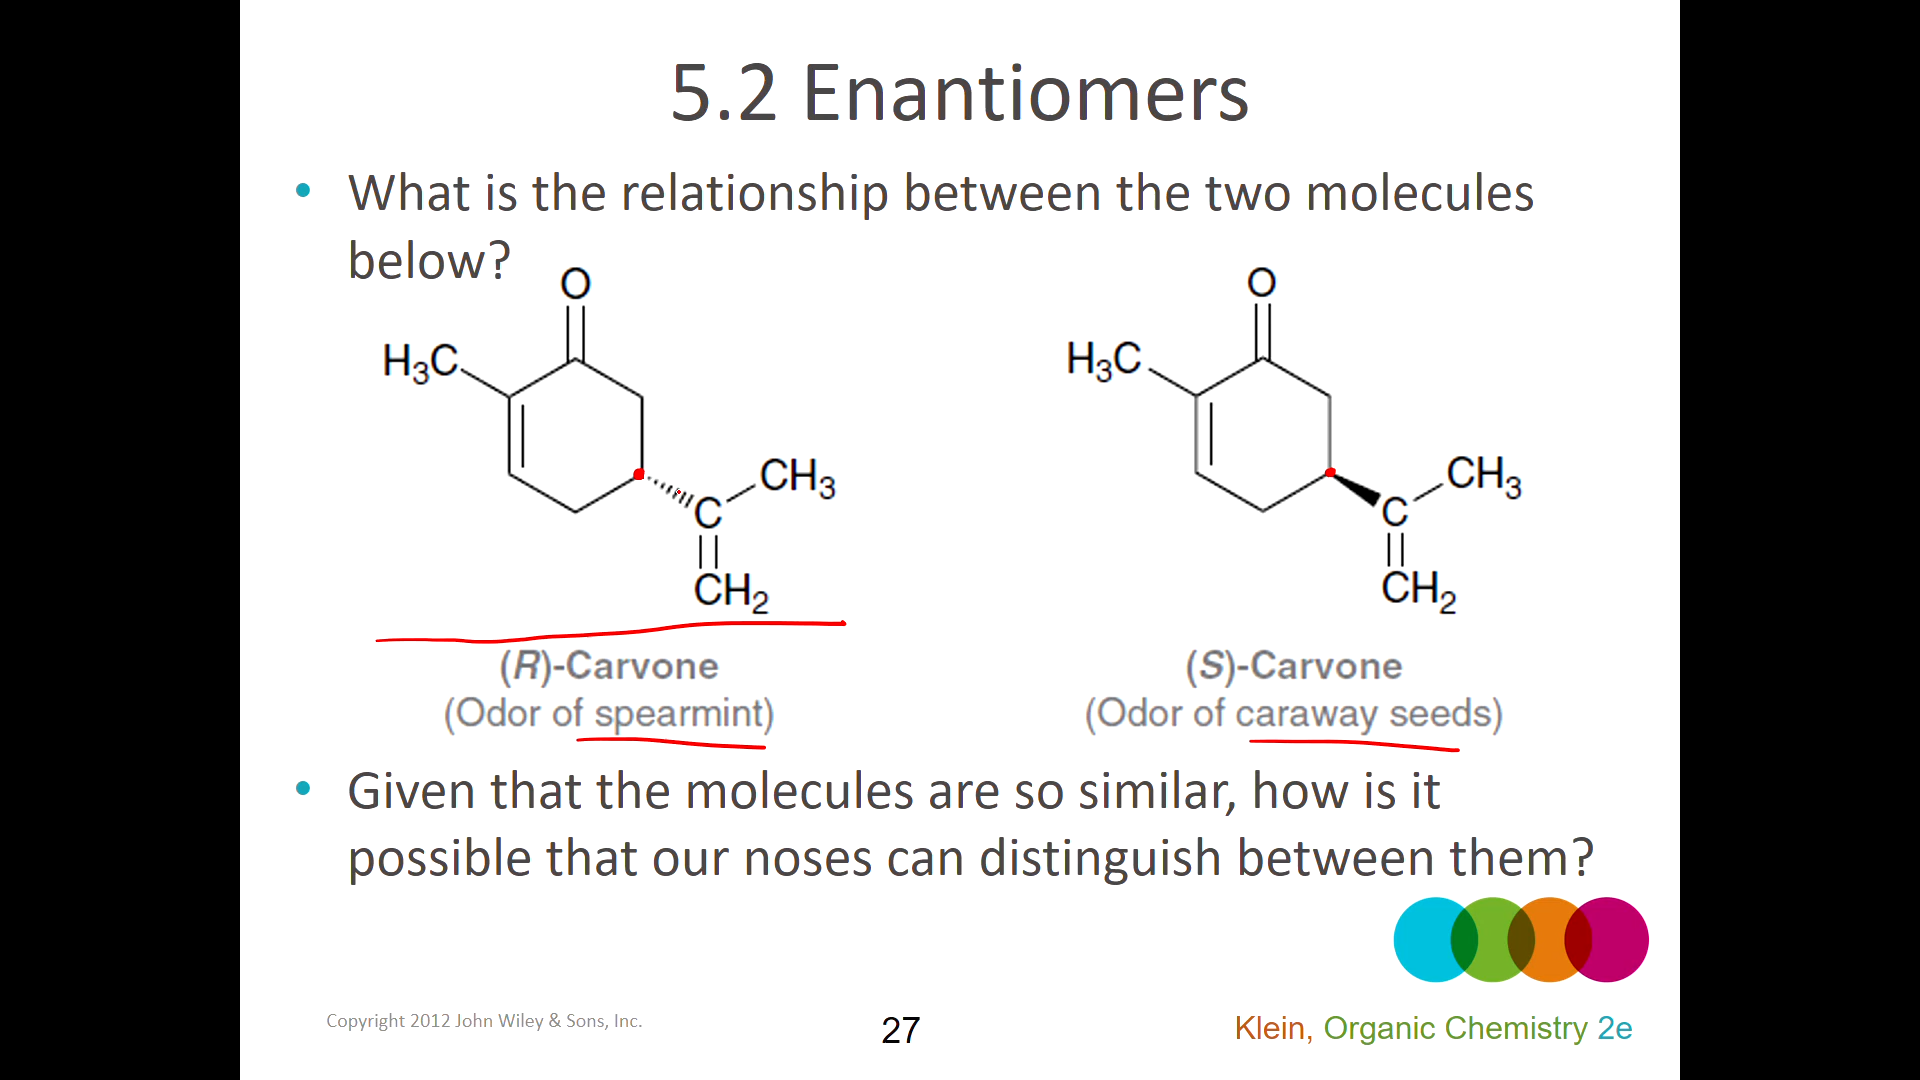 5.2 Enantiomers
• What is the relationship between the two molecules
below?
O
H₃C
CH₃
C
CH₂
O
H₃C
CH₃
C
CH₂
(R)-Carvone
(Odor of spearmint)
(S)-Carvone
(Odor of caraway seeds)
• Given that the molecules are so similar, how is it
possible that our noses can distinguish between them?
Copyright 2012 John Wiley & Sons, Inc.
27
Klein, Organic Chemistry 2e